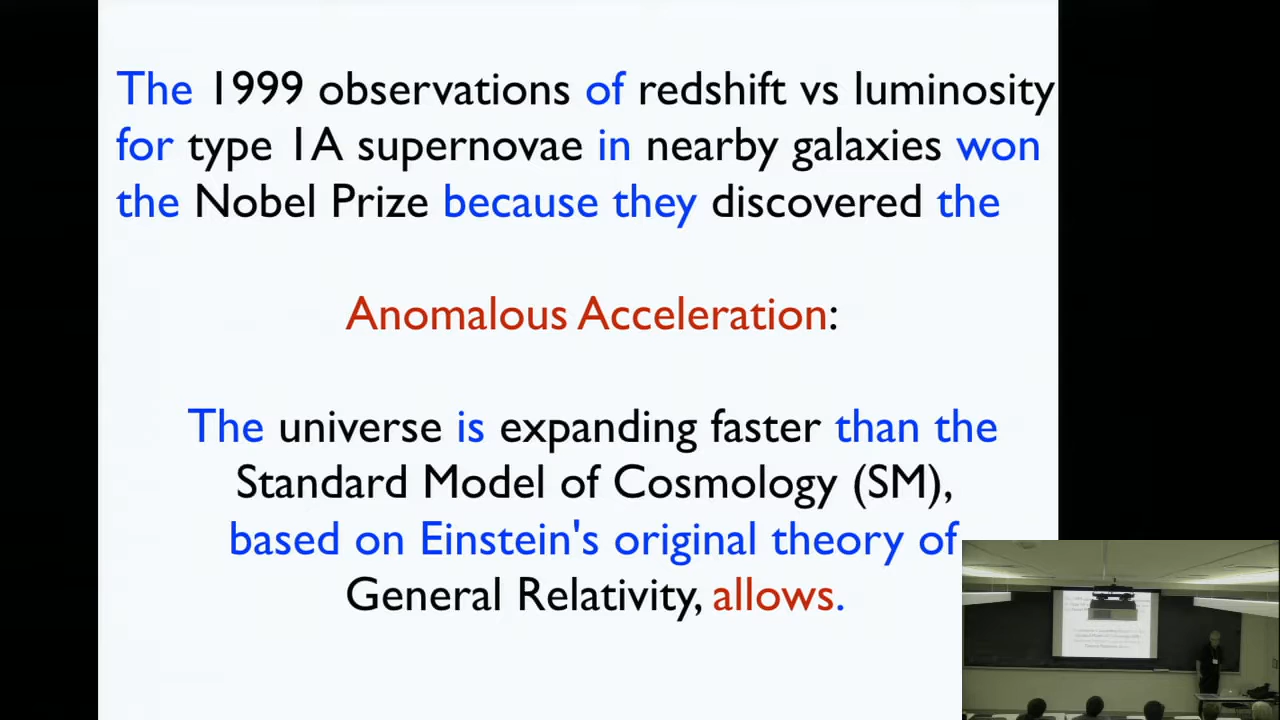 The 1999 observations of redshift vs luminosity
for type 1A supernovae in nearby galaxies won
the Nobel Prize because they discovered the
Anomalous Acceleration:
The universe is expanding faster than the
Standard Model of Cosmology (SM),
based on Einstein's original theory of
General Relativity, allows.